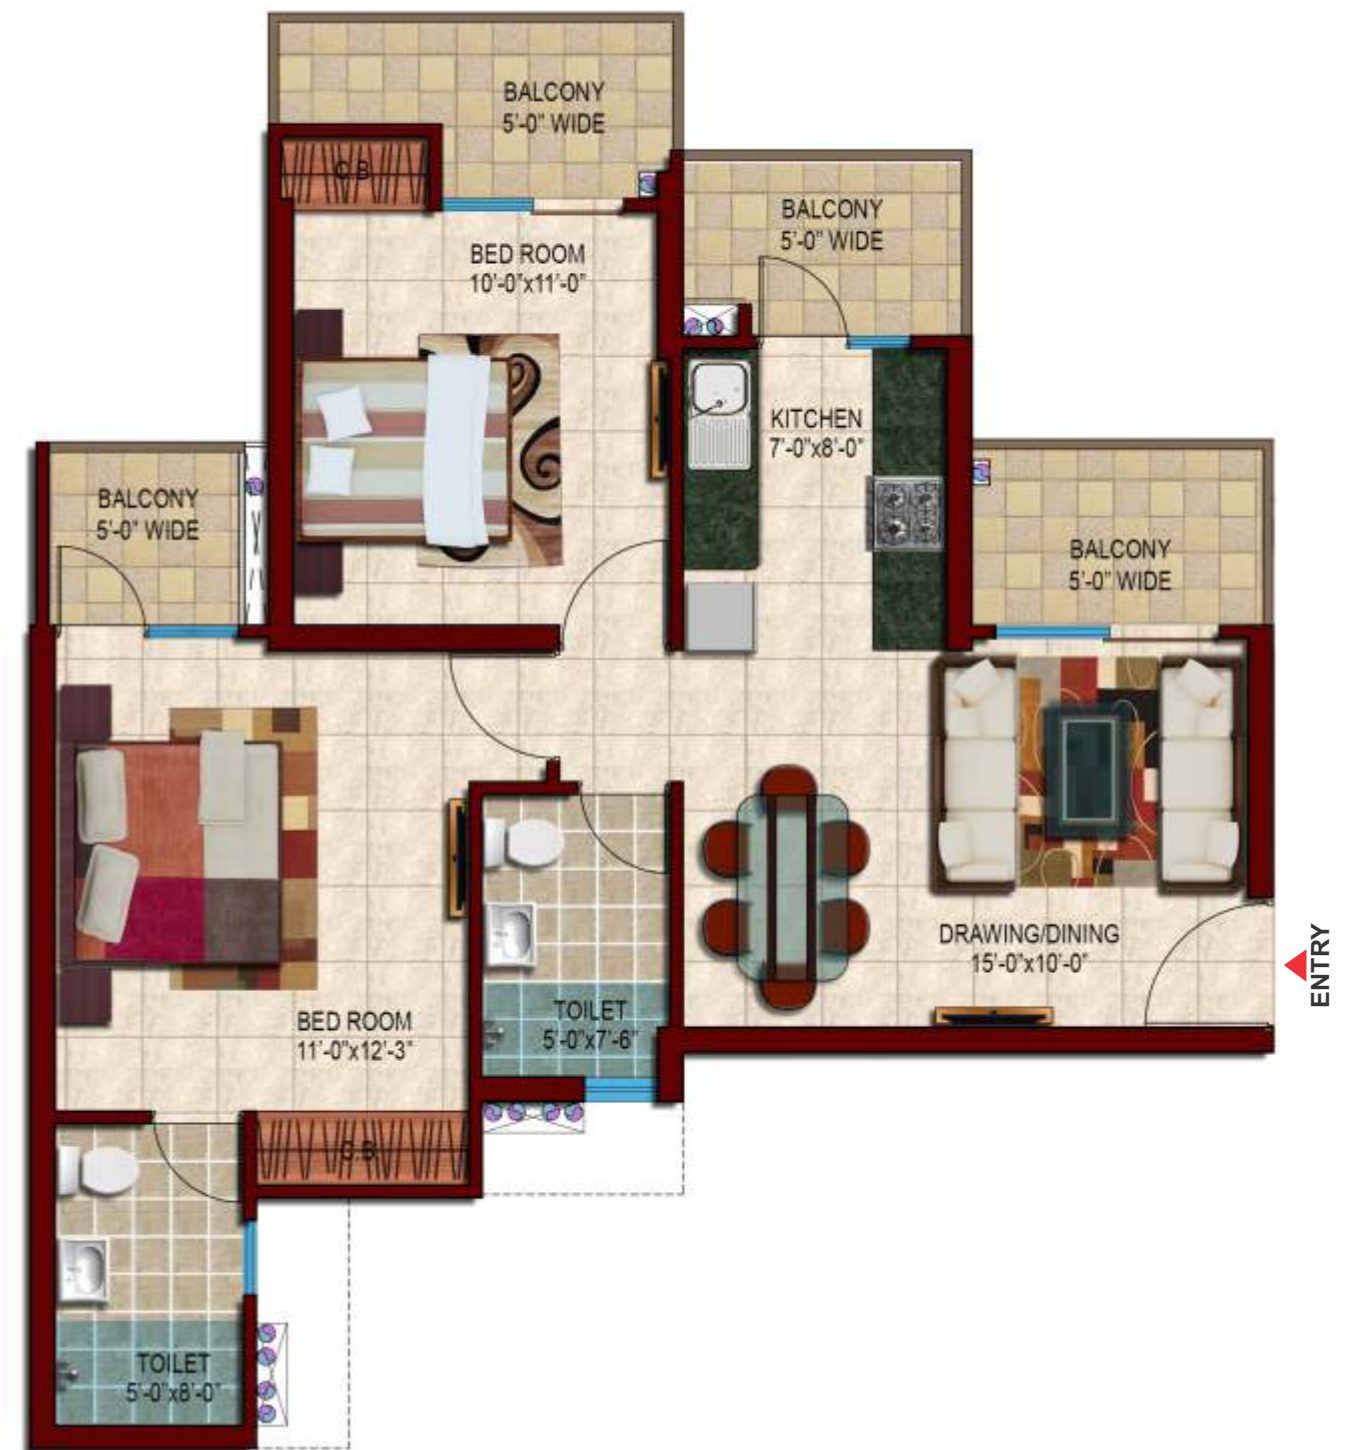 BALCONY
5'-0" WIDE
C.B.
BALCONY
5'-0" WIDE
BED ROOM
10'-0"x11'-0"
KITCHEN
7'-0"x8'-0"
BALCONY
5'-0" WIDE
BALCONY
5'-0" WIDE
DRAWING/DINING
15'-0"x10'-0"
ENTRY
TOILET
5'-0"x7'-6"
BED ROOM
11'-0"x12'-3"
C.B.
TOILET
5'-0"x8'-0"